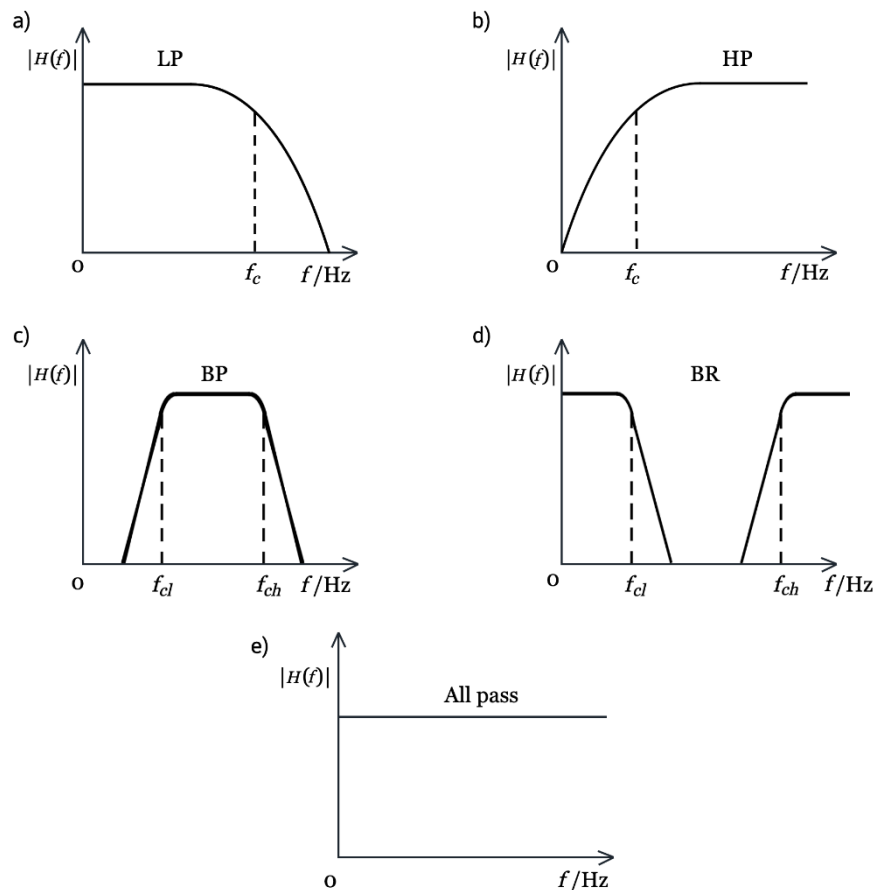 a)
|H(f)|
LP
o
f_c
f/Hz
b)
|H(f)|
HP
o
f_c
f/Hz
c)
|H(f)|
BP
o
f_cl
f_ch
f/Hz
d)
|H(f)|
BR
o
f_cl
f_ch
f/Hz
e)
|H(f)|
All pass
o
f/Hz